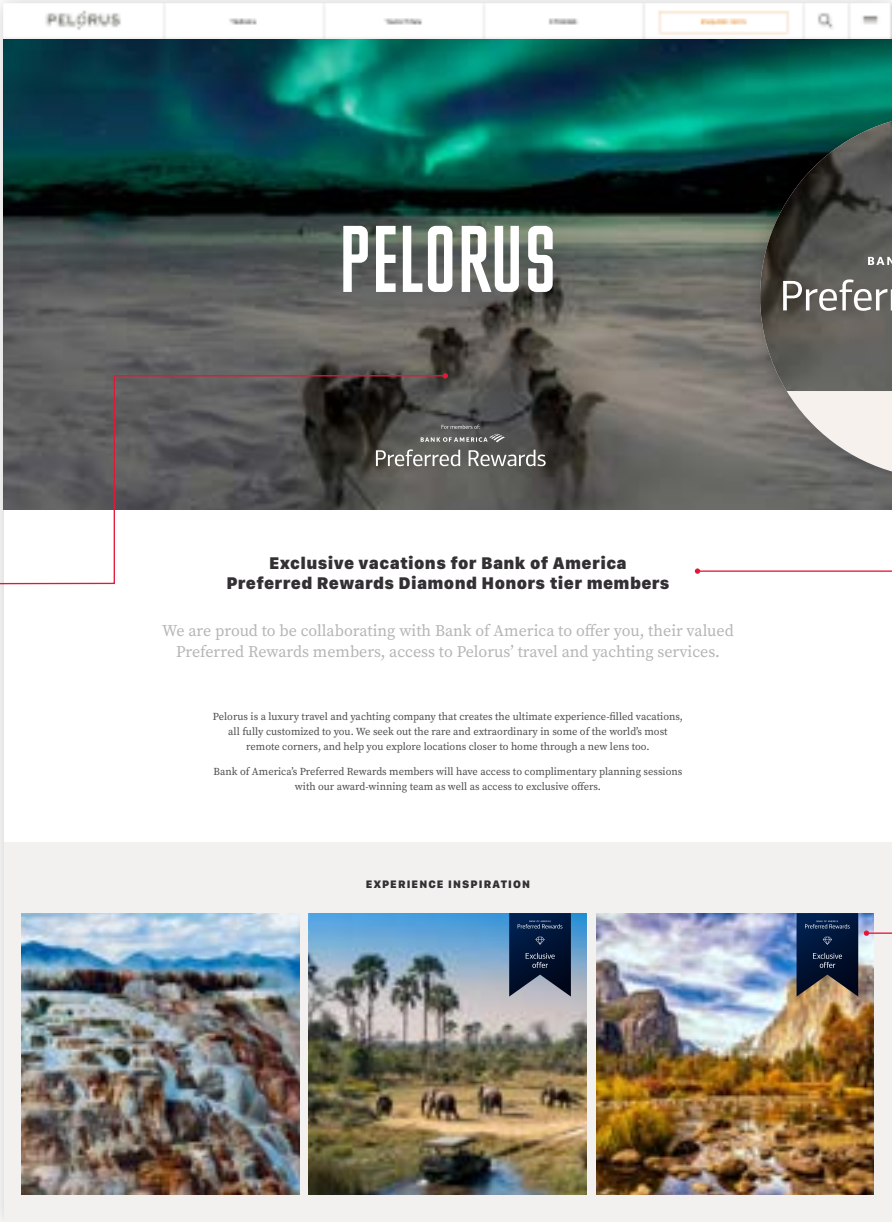 PELORUS
PELORUS
BAN
Preferr
For members of:
BANK OF AMERICA
Preferred Rewards
Exclusive vacations for Bank of America
Preferred Rewards Diamond Honors tier members
We are proud to be collaborating with Bank of America to offer you, their valued
Preferred Rewards members, access to Pelorus’ travel and yachting services.
Pelorus is a luxury travel and yachting company that creates the ultimate experience-filled vacations,
all fully customized to you. We seek out the rare and extraordinary in some of the world’s most
remote corners, and help you explore locations closer to home through a new lens too.
Bank of America’s Preferred Rewards members will have access to complimentary planning sessions
with our award-winning team as well as access to exclusive offers.
EXPERIENCE INSPIRATION
Preferred Rewards
Exclusive
offer
Preferred Rewards
Exclusive
offer